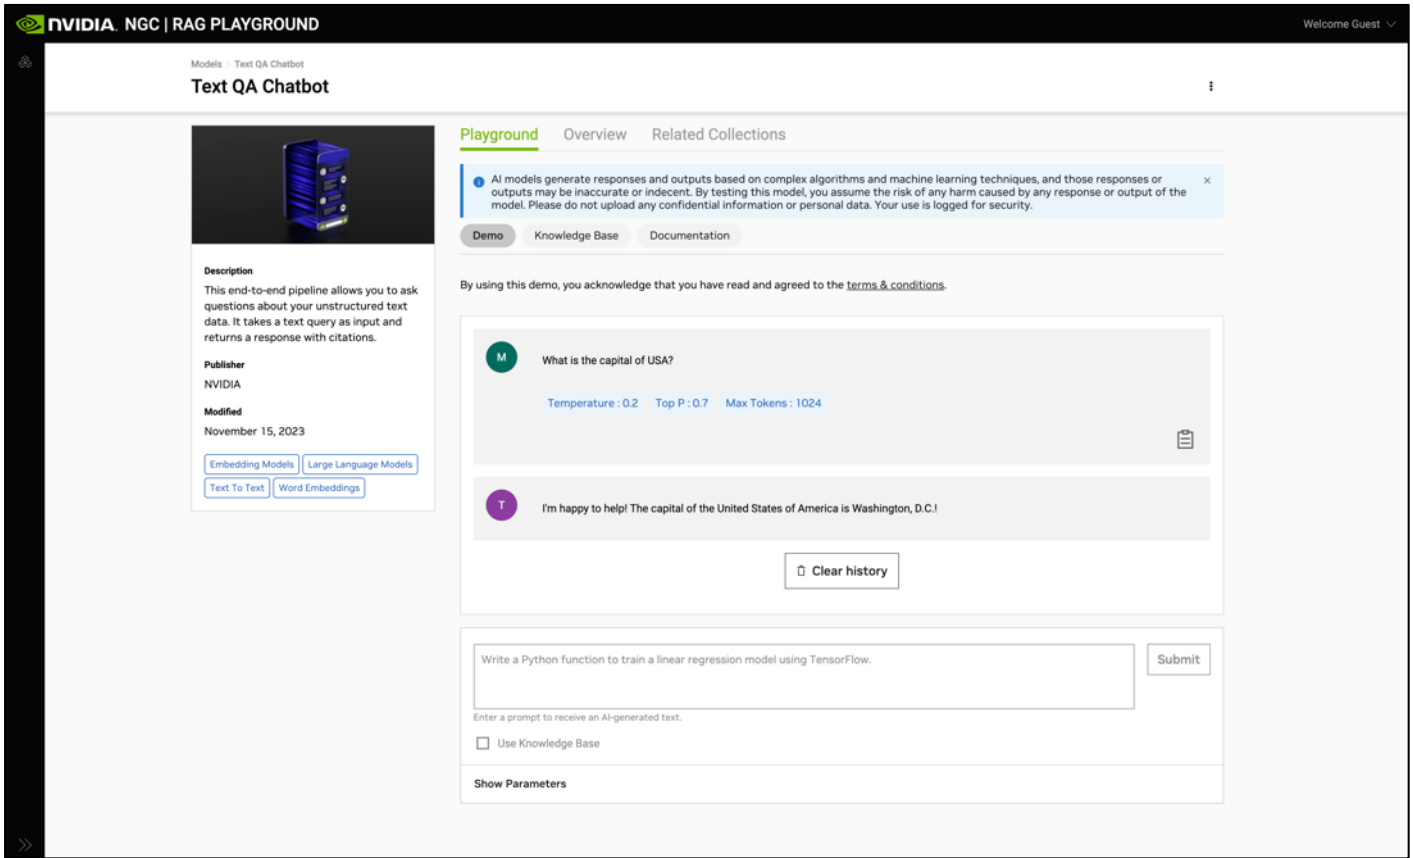 NVIDIA. NGC | RAG PLAYGROUND
Welcome Guest
Models > Text QA Chatbot
Text QA Chatbot
Description
This end-to-end pipeline allows you to ask
questions about your unstructured text
data. It takes a text query as input and
returns a response with citations.
Publisher
NVIDIA
Modified
November 15, 2023
Embedding Models Large Language Models
Text To Text Word Embeddings
Playground Overview Related Collections
AI models generate responses and outputs based on complex algorithms and machine learning techniques, and those responses or
outputs may be inaccurate or indecent. By testing this model, you assume the risk of any harm caused by any response or output of the
model. Please do not upload any confidential information or personal data. Your use is logged for security.
Demo Knowledge Base Documentation
By using this demo, you acknowledge that you have read and agreed to the terms & conditions.
M What is the capital of USA?
Temperature : 0.2 Top P : 0.7 Max Tokens : 1024
T I'm happy to help! The capital of the United States of America is Washington, D.C.!
Clear history
Write a Python function to train a linear regression model using TensorFlow.
Submit
Enter a prompt to receive an AI-generated text.
Use Knowledge Base
Show Parameters